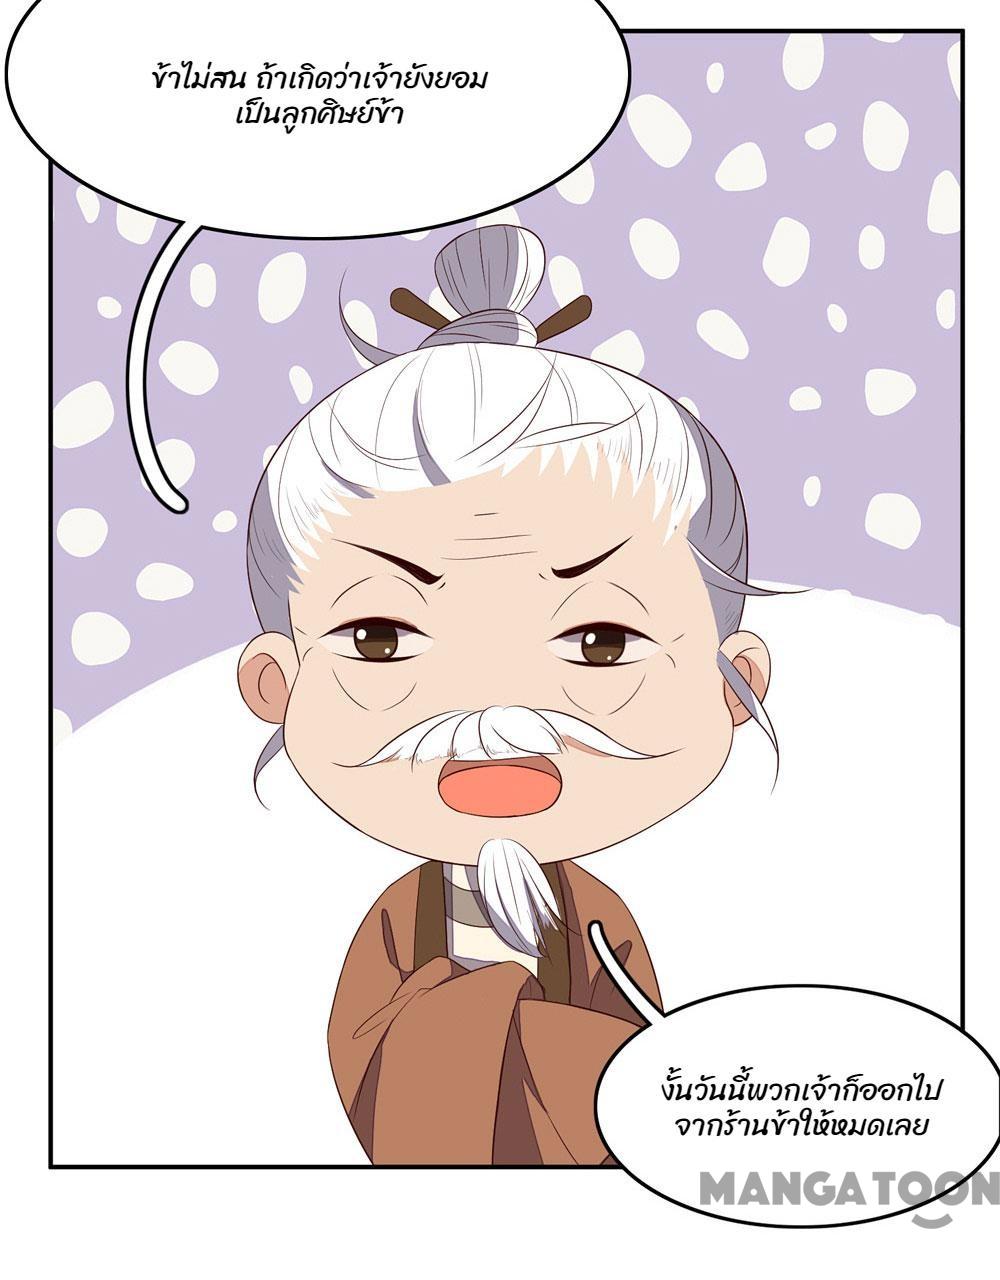 ข้าไม่สน ถ้าเกิดว่าเจ้ายังยอม
เป็นลูกศิษย์ข้า
งั้นวันนี้พวกเจ้าก็ออกไป
จากร้านข้าให้หมดเลย
MANGATOON